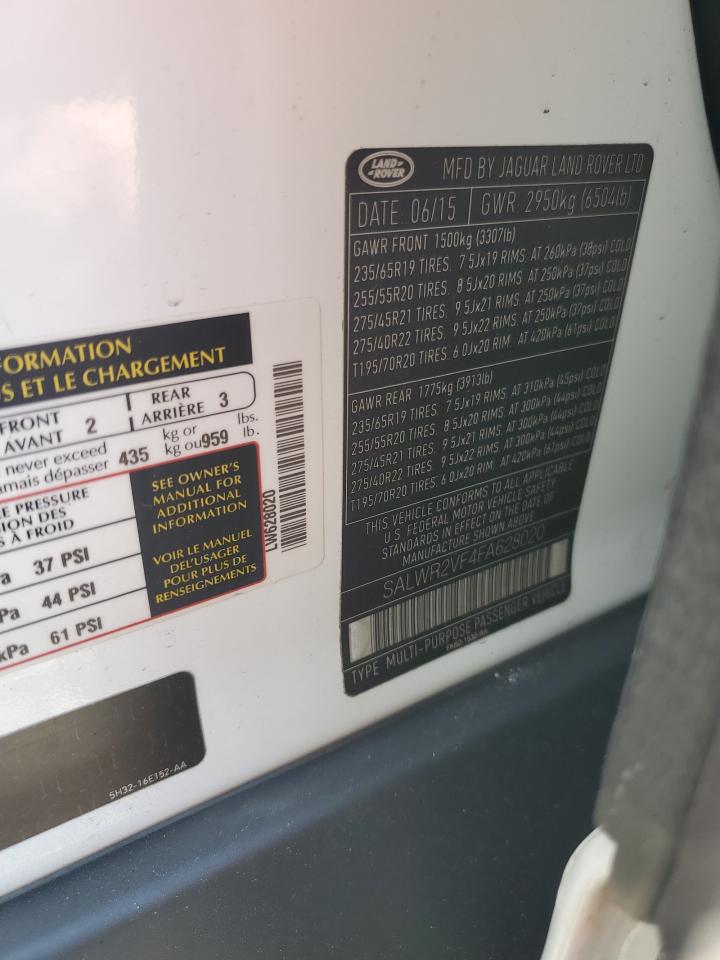 LAND ROVER
MFD BY JAGUAR LAND ROVER LTD
DATE: 06/15 GWR: 2950kg (6504lb)
GAWR FRONT 1500kg (3307lb)
235/65R19 TIRES. 7 5Jx19 RIMS. AT 260kPa (38psi) COLD
255/55R20 TIRES. 8 5Jx20 RIMS. AT 250kPa (37psi) COLD
275/45R21 TIRES. 9 5Jx21 RIMS. AT 250kPa (37psi) COLD
275/40R22 TIRES. 9 5Jx22 RIMS. AT 250kPa (37psi) COLD
T195/70R20 TIRES. 6 0Jx20 RIM. AT 420kPa (61psi) COLD
GAWR REAR 1775kg (3913lb)
235/65R19 TIRES. 7 5Jx19 RIMS. AT 310kPa (45psi) COLD
255/55R20 TIRES. 8 5Jx20 RIMS. AT 300kPa (44psi) COLD
275/45R21 TIRES. 9 5Jx21 RIMS. AT 300kPa (44psi) COLD
275/40R22 TIRES. 9 5Jx22 RIMS. AT 300kPa (44psi) COLD
T195/70R20 TIRES. 6 0Jx20 RIM. AT 420kPa (61psi) COLD
THIS VEHICLE CONFORMS TO ALL APPLICABLE
U S FEDERAL MOTOR VEHICLE SAFETY
STANDARDS IN EFFECT ON THE DATE OF
MANUFACTURE SHOWN ABOVE.
SALWR2VF4FA628020
TYPE MULTI-PURPOSE PASSENGER VEHICLE
FORMATION
US ET LE CHARGEMENT
FRONT 2 REAR 3
AVANT ARRIÈRE
never exceed 435 kg or 959 lbs.
amais dépasser kg ou lb.
E PRESSURE
SION DES
S À FROID
a 37 PSI
Pa 44 PSI
kPa 61 PSI
SEE OWNER'S
MANUAL FOR
ADDITIONAL
INFORMATION
VOIR LE MANUEL
DE L'USAGER
POUR PLUS DE
RENSEIGNEMENTS
LW628020
5H32-16E152-AA